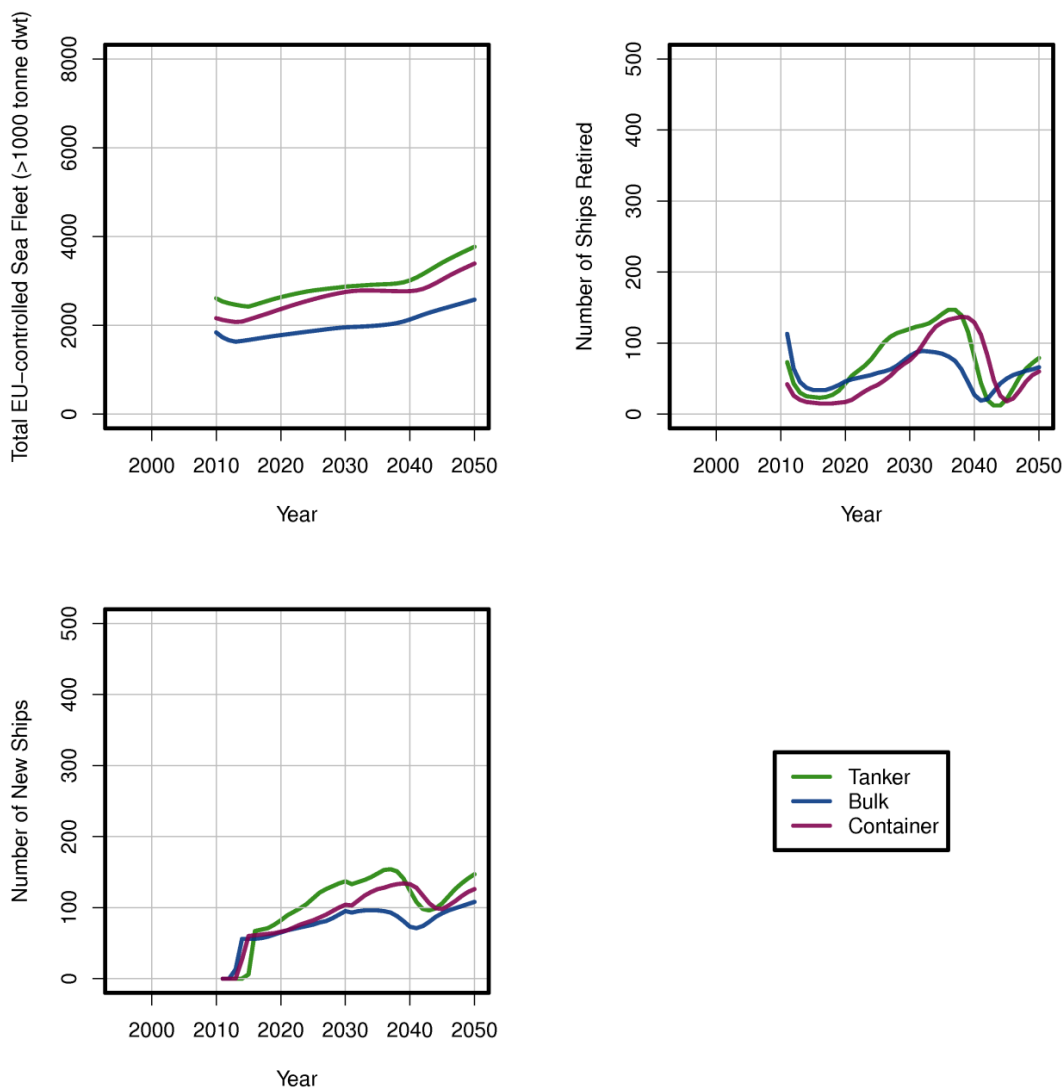 Total EU-controlled Sea Fleet (>1000 tonne dwt)
8000
6000
4000
2000
0
2000 2010 2020 2030 2040 2050
Year
Number of Ships Retired
500
400
300
200
100
0
2000 2010 2020 2030 2040 2050
Year
Number of New Ships
500
400
300
200
100
0
2000 2010 2020 2030 2040 2050
Year
Tanker
Bulk
Container